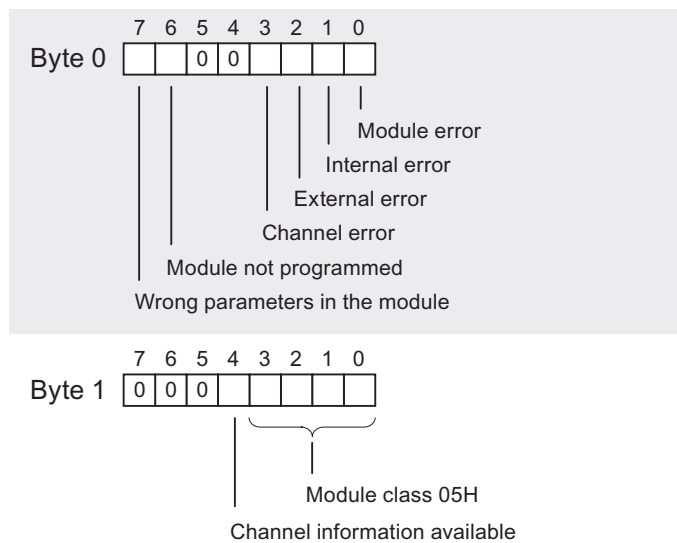 7 6 5 4 3 2 1 0
Byte 0 0 0
Module error
Internal error
External error
Channel error
Module not programmed
Wrong parameters in the module
7 6 5 4 3 2 1 0
Byte 1 0 0 0
Module class 05H
Channel information available